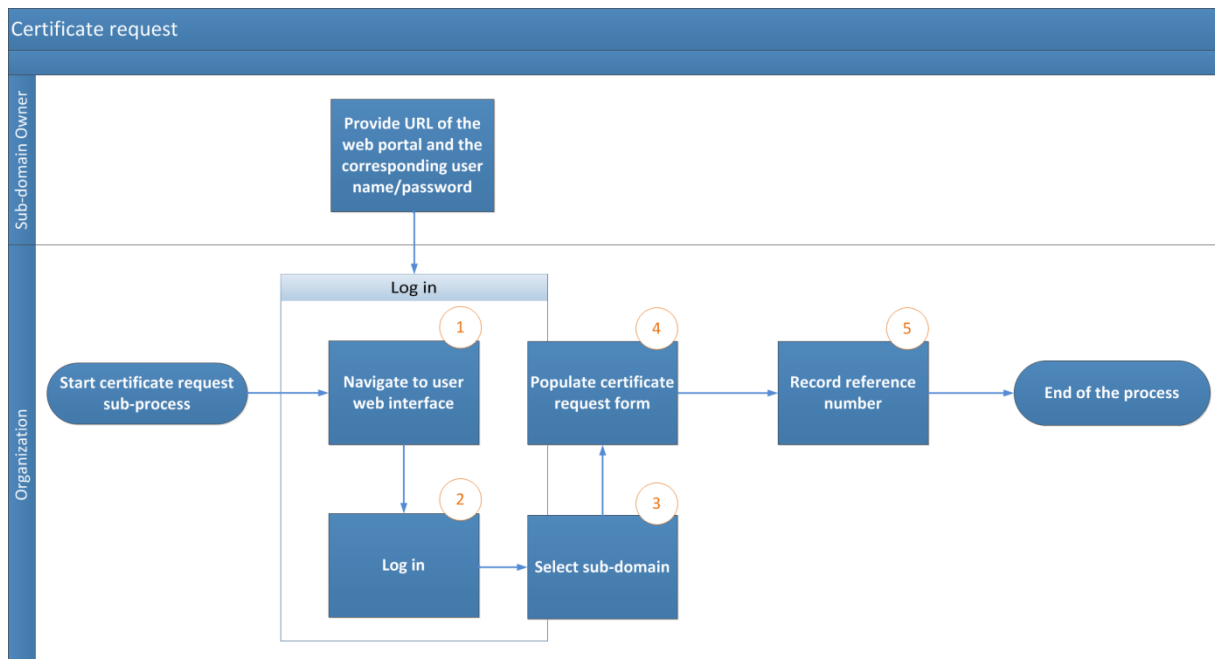 Certificate request
Sub-domain Owner
Provide URL of the
web portal and the
corresponding user
name/password
Organization
Log in
Start certificate request
sub-process
1
Navigate to user
web interface
2
Log in
3
Select sub-domain
4
Populate certificate
request form
5
Record reference
number
End of the process